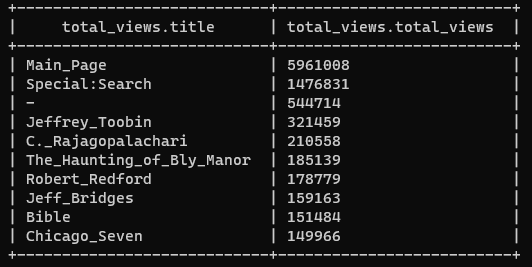 total_views.title | total_views.total_views
Main_Page | 5961008
Special:Search | 1476831
- | 544714
Jeffrey_Toobin | 321459
C._Rajagopalachari | 210558
The_Haunting_of_Bly_Manor | 185139
Robert_Redford | 178779
Jeff_Bridges | 159163
Bible | 151484
Chicago_Seven | 149966